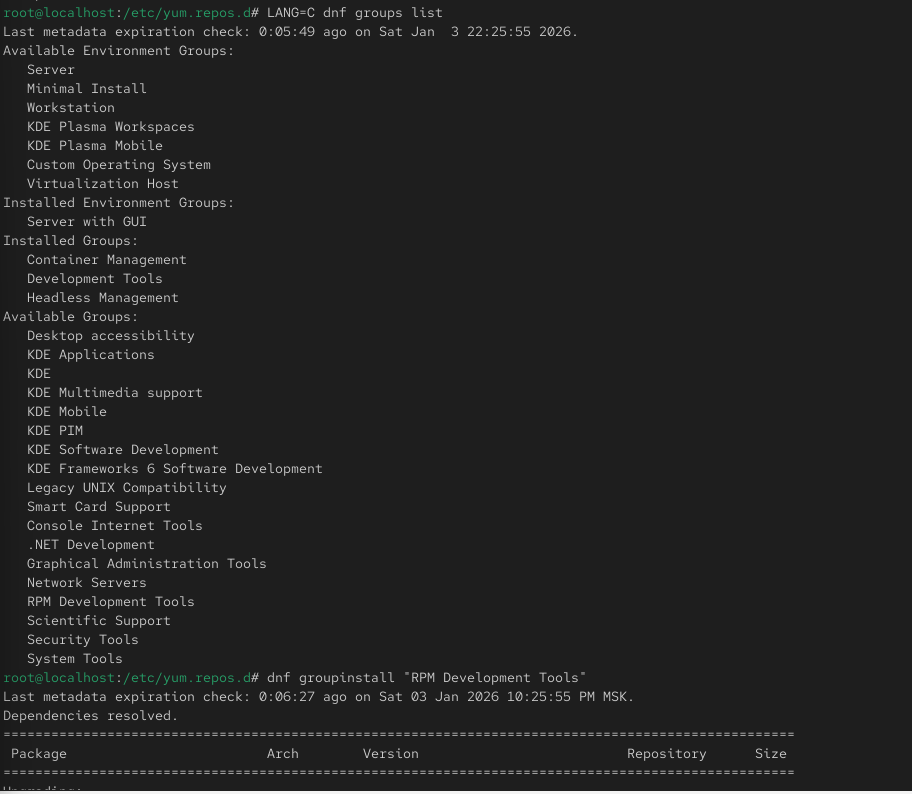 root@localhost:/etc/yum.repos.d# LANG=C dnf groups list
Last metadata expiration check: 0:05:49 ago on Sat Jan  3 22:25:55 2026.
Available Environment Groups:
   Server
   Minimal Install
   Workstation
   KDE Plasma Workspaces
   KDE Plasma Mobile
   Custom Operating System
   Virtualization Host
Installed Environment Groups:
   Server with GUI
Installed Groups:
   Container Management
   Development Tools
   Headless Management
Available Groups:
   Desktop accessibility
   KDE Applications
   KDE
   KDE Multimedia support
   KDE Mobile
   KDE PIM
   KDE Software Development
   KDE Frameworks 6 Software Development
   Legacy UNIX Compatibility
   Smart Card Support
   Console Internet Tools
   .NET Development
   Graphical Administration Tools
   Network Servers
   RPM Development Tools
   Scientific Support
   Security Tools
   System Tools
root@localhost:/etc/yum.repos.d# dnf groupinstall "RPM Development Tools"
Last metadata expiration check: 0:06:27 ago on Sat 03 Jan 2026 10:25:55 PM MSK.
Dependencies resolved.
===================================================================================================
 Package                         Arch        Version                          Repository      Size
===================================================================================================